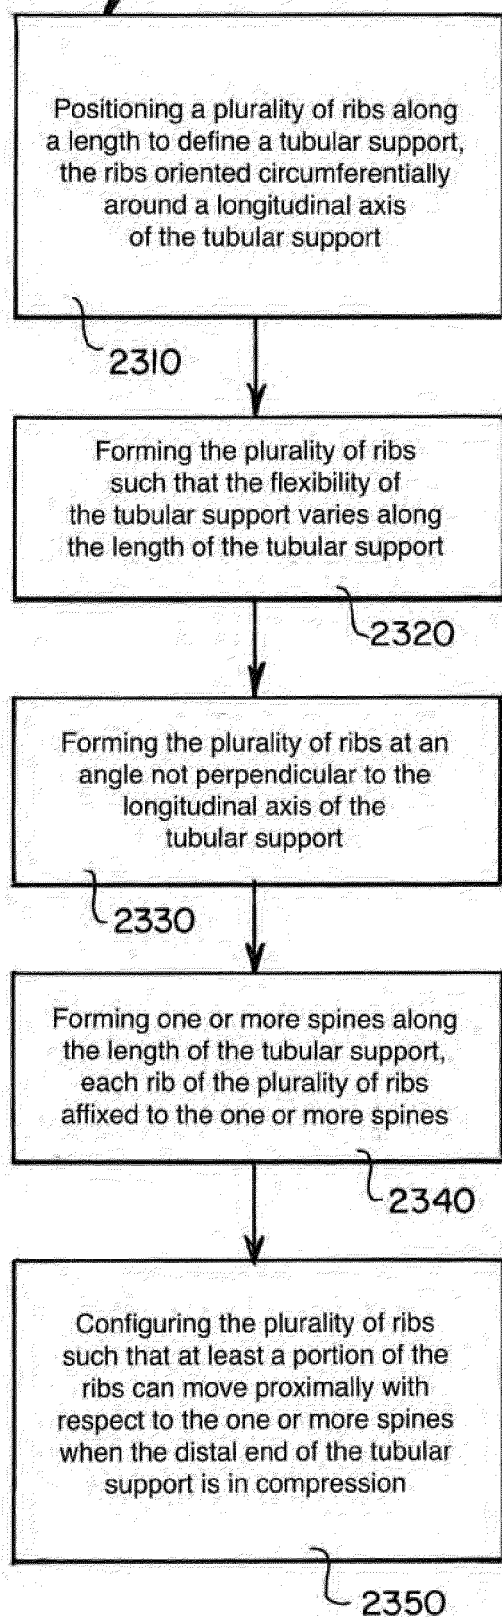 Positioning a plurality of ribs along
a length to define a tubular support,
the ribs oriented circumferentially
around a longitudinal axis
of the tubular support
2310
Forming the plurality of ribs
such that the flexibility of
the tubular support varies along
the length of the tubular support
2320
Forming the plurality of ribs at an
angle not perpendicular to the
longitudinal axis of the
tubular support
2330
Forming one or more spines along
the length of the tubular support,
each rib of the plurality of ribs
affixed to the one or more spines
2340
Configuring the plurality of ribs
such that at least a portion of the
ribs can move proximally with
respect to the one or more spines
when the distal end of the tubular
support is in compression
2350